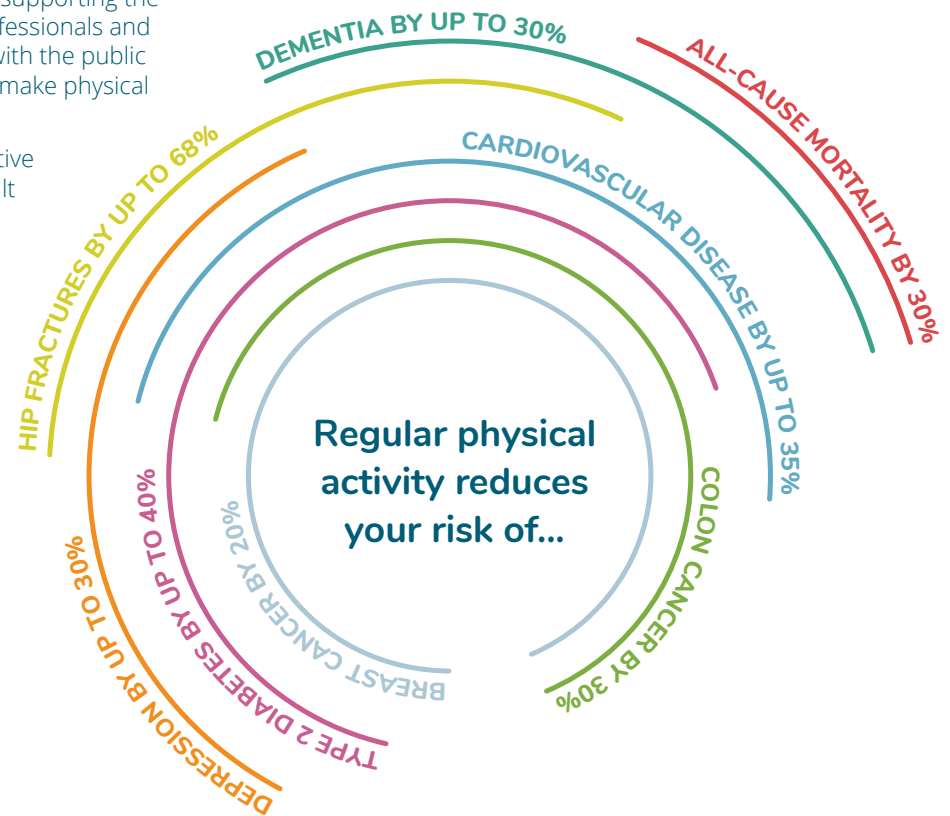 supporting the
fessionals and
with the public
make physical
tive
lt
DEMENTIA BY UP TO 30%
ALL-CAUSE MORTALITY BY 30%
HIP FRACTURES BY UP TO 68%
CARDIOVASCULAR DISEASE BY UP TO 35%
Regular physical
activity reduces
your risk of...
COLON CANCER BY 30%
BREAST CANCER BY 20%
TYPE 2 DIABETES BY UP TO 40%
DEPRESSION BY UP TO 30%